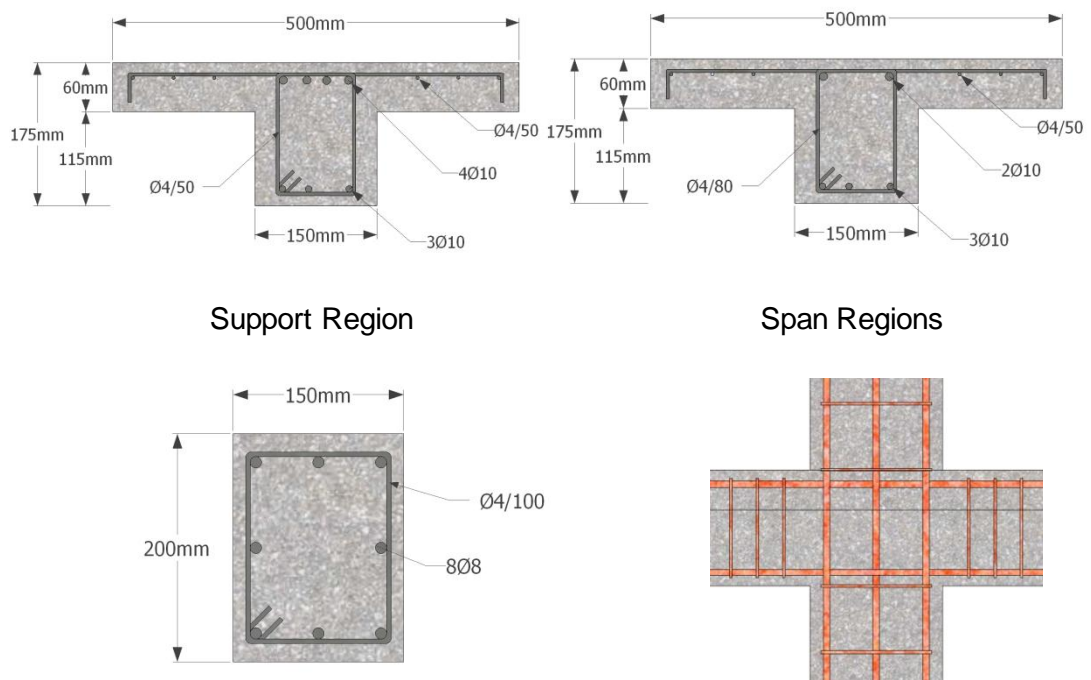 500mm
60mm
175mm
115mm
Ø4/50
Ø4/50
4Ø10
150mm
3Ø10
500mm
60mm
175mm
115mm
Ø4/50
Ø4/80
2Ø10
150mm
3Ø10
Support Region
Span Regions
150mm
200mm
Ø4/100
8Ø8